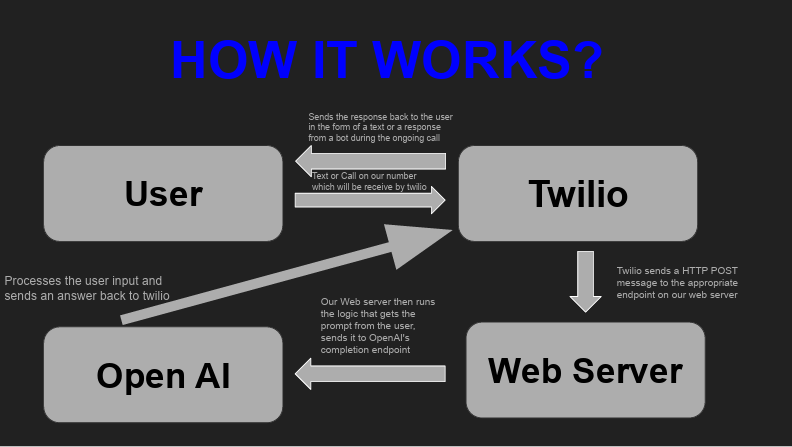 HOW IT WORKS?
Sends the response back to the user
in the form of a text or a response
from a bot during the ongoing call
User
Text or Call on our number
which will be receive by twilio
Twilio
Processes the user input and
sends an answer back to twilio
Twilio sends a HTTP POST
message to the appropriate
endpoint on our web server
Our Web server then runs
the logic that gets the
prompt from the user,
sends it to OpenAI's
completion endpoint
Open AI
Web Server